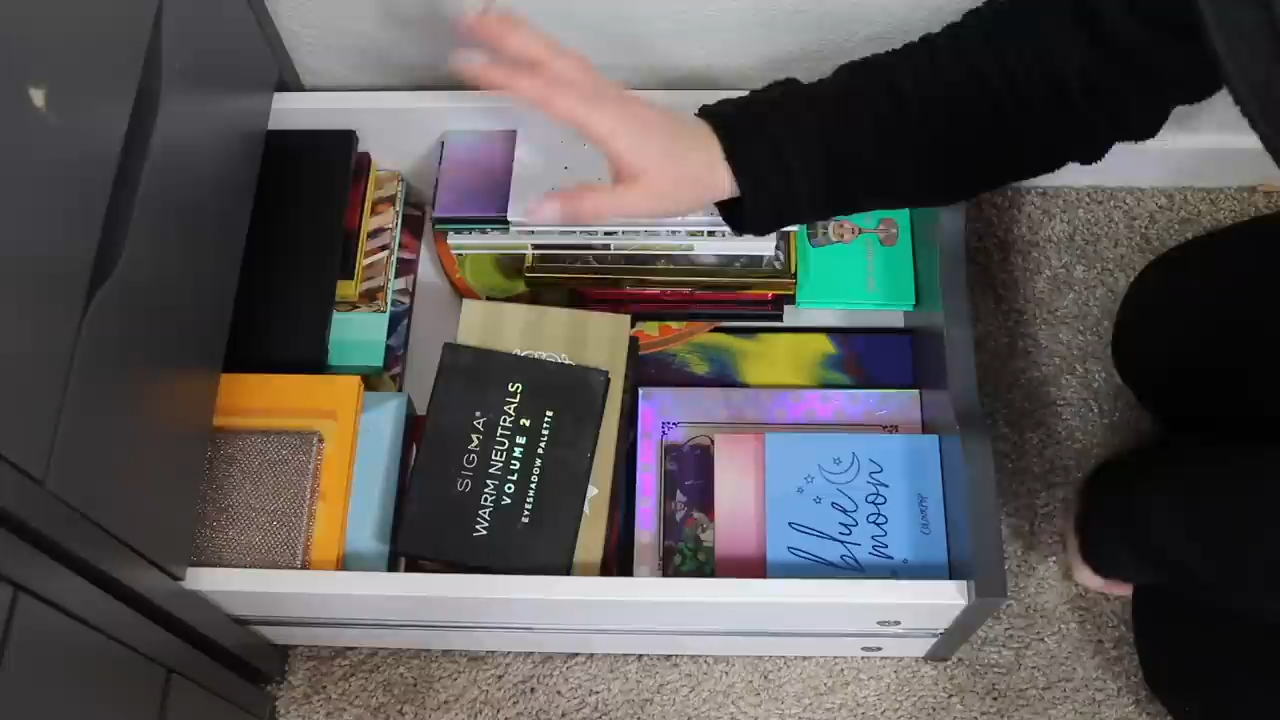 SIGMA®
WARM NEUTRALS
VOLUME 2
EYESHADOW PALETTE
blue
moon
COLOURPOP